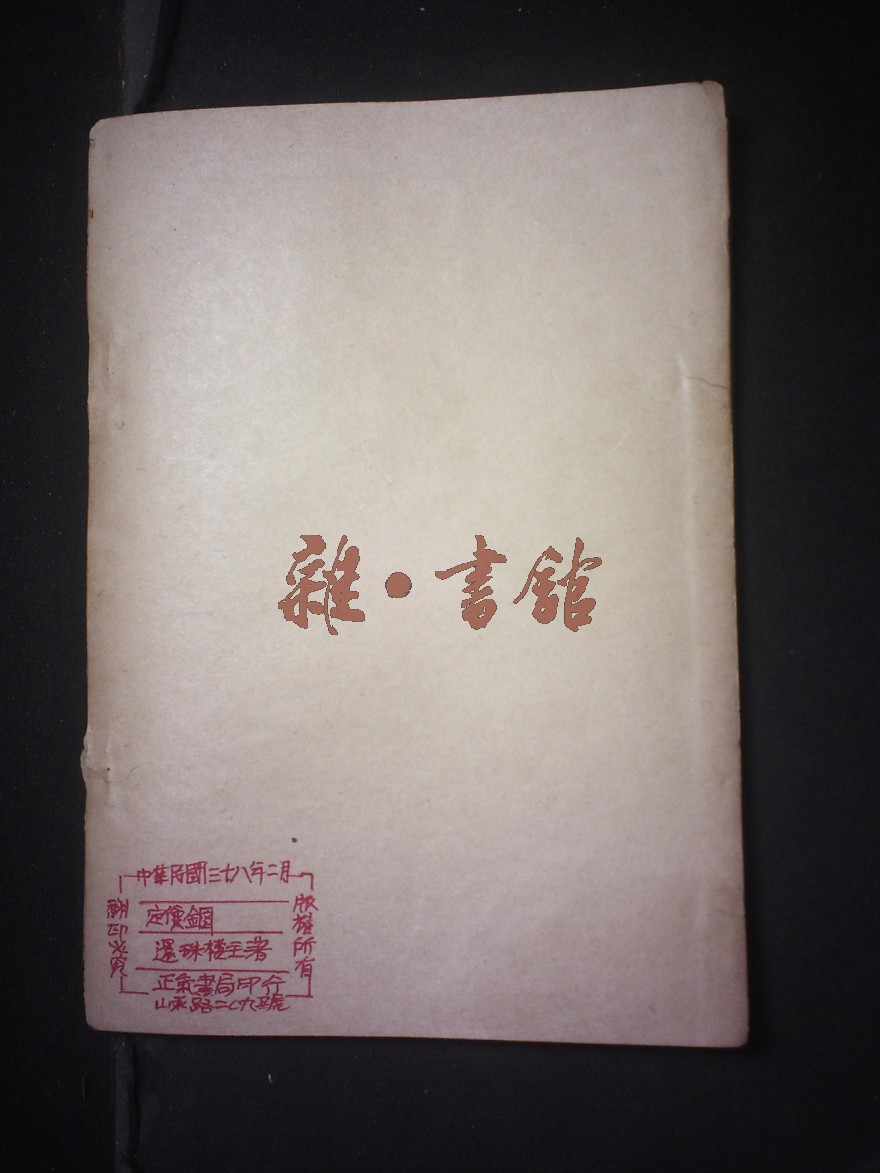 雜•書館
中華民國三十八年二月
版權所有
翻印必究
定價金圓
還珠樓主著
正氣書局印行
山東路二〇九號